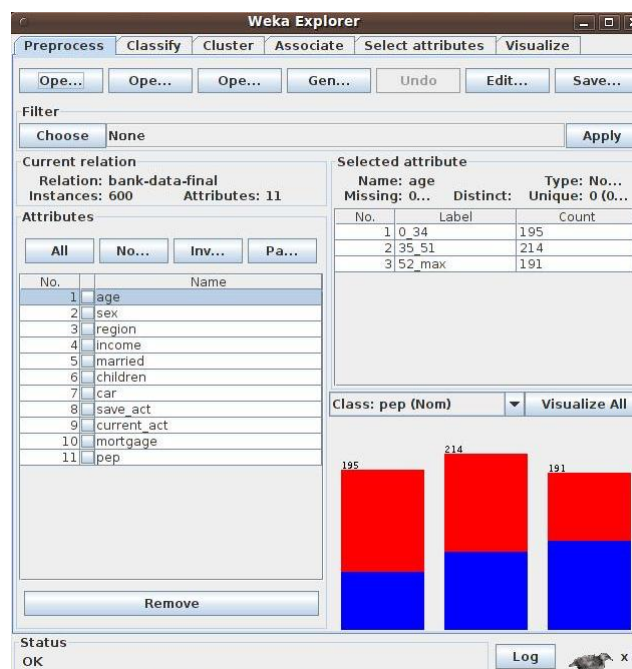 Weka Explorer
Preprocess Classify Cluster Associate Select attributes Visualize
Ope... Ope... Ope... Gen... Undo Edit... Save...
Filter
Choose None Apply
Current relation
Relation: bank-data-final
Instances: 600 Attributes: 11
Attributes
All No... Inv... Pa...
No. Name
1 age
2 sex
3 region
4 income
5 married
6 children
7 car
8 save_act
9 current_act
10 mortgage
11 pep
Remove
Selected attribute
Name: age Type: No...
Missing: 0... Distinct: Unique: 0 (0...
No. Label Count
1 0_34 195
2 35_51 214
3 52_max 191
Class: pep (Nom) Visualize All
195 214 191
Status
OK Log x